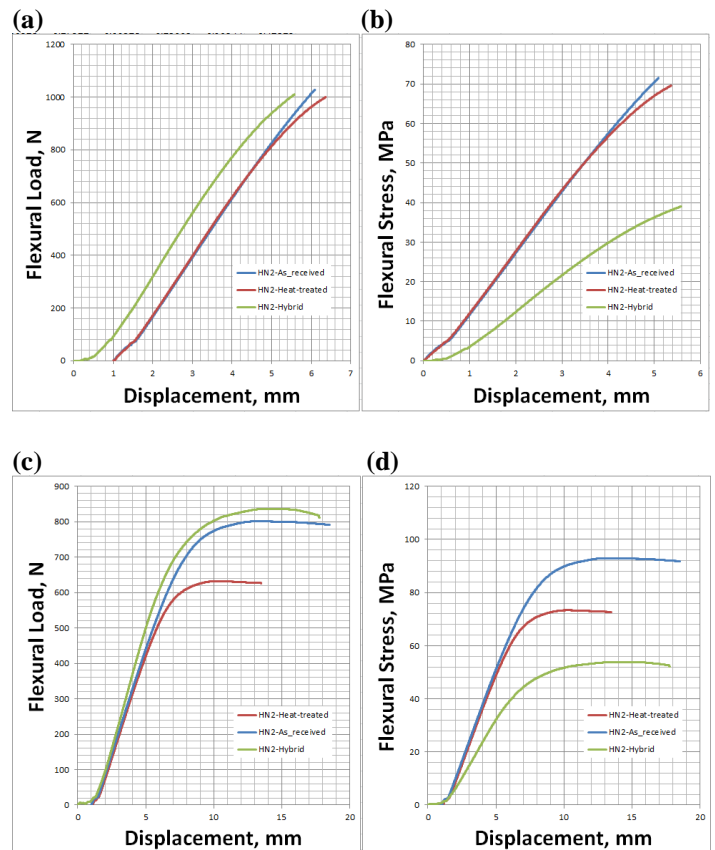 (a)
(b)
1200
1000
800
600
400
200
0
Flexural Load, N
HN2-As_received
HN2-Heat-treated
HN2-Hybrid
0 1 2 3 4 5 6 7
Displacement, mm
80
70
60
50
40
30
20
10
0
Flexural Stress, MPa
HN2-As_received
HN2-Heat-treated
HN2-Hybrid
0 1 2 3 4 5 6
Displacement, mm
(c)
(d)
900
800
700
600
500
400
300
200
100
0
Flexural Load, N
HN2-Heat-treated
HN2-As_received
HN2-Hybrid
0 5 10 15 20
Displacement, mm
120
100
80
60
40
20
0
Flexural Stress, MPa
HN2-Heat-treated
HN2-As_received
HN2-Hybrid
0 5 10 15 20
Displacement, mm